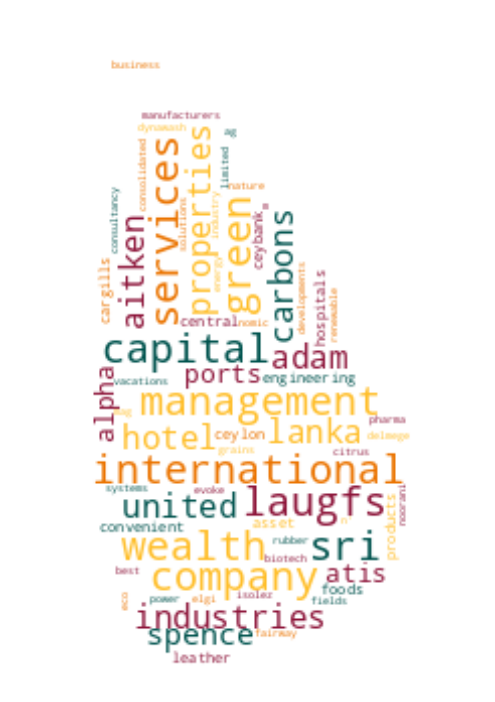 business
manufacturers
dynawash
ag
consolidated
services
properties
limited
nature
consultancy
aitken
solutions
industry
green
ceybank
carbons
energy
cargills
developments
hospitals
renewable
central
nomic
capital
adam
ports
engineering
alpha
vacations
management
pharma
hotel
ceylon
lanka
deimege
grains
citrus
international
systems
evoke
laugfs
noorani
united
products
convenient
asset
n
wealth
rubber
sri
biotech
best
company
atis
foods
eco
power
elgi
isolez
fields
industries
spence
fairway
leather